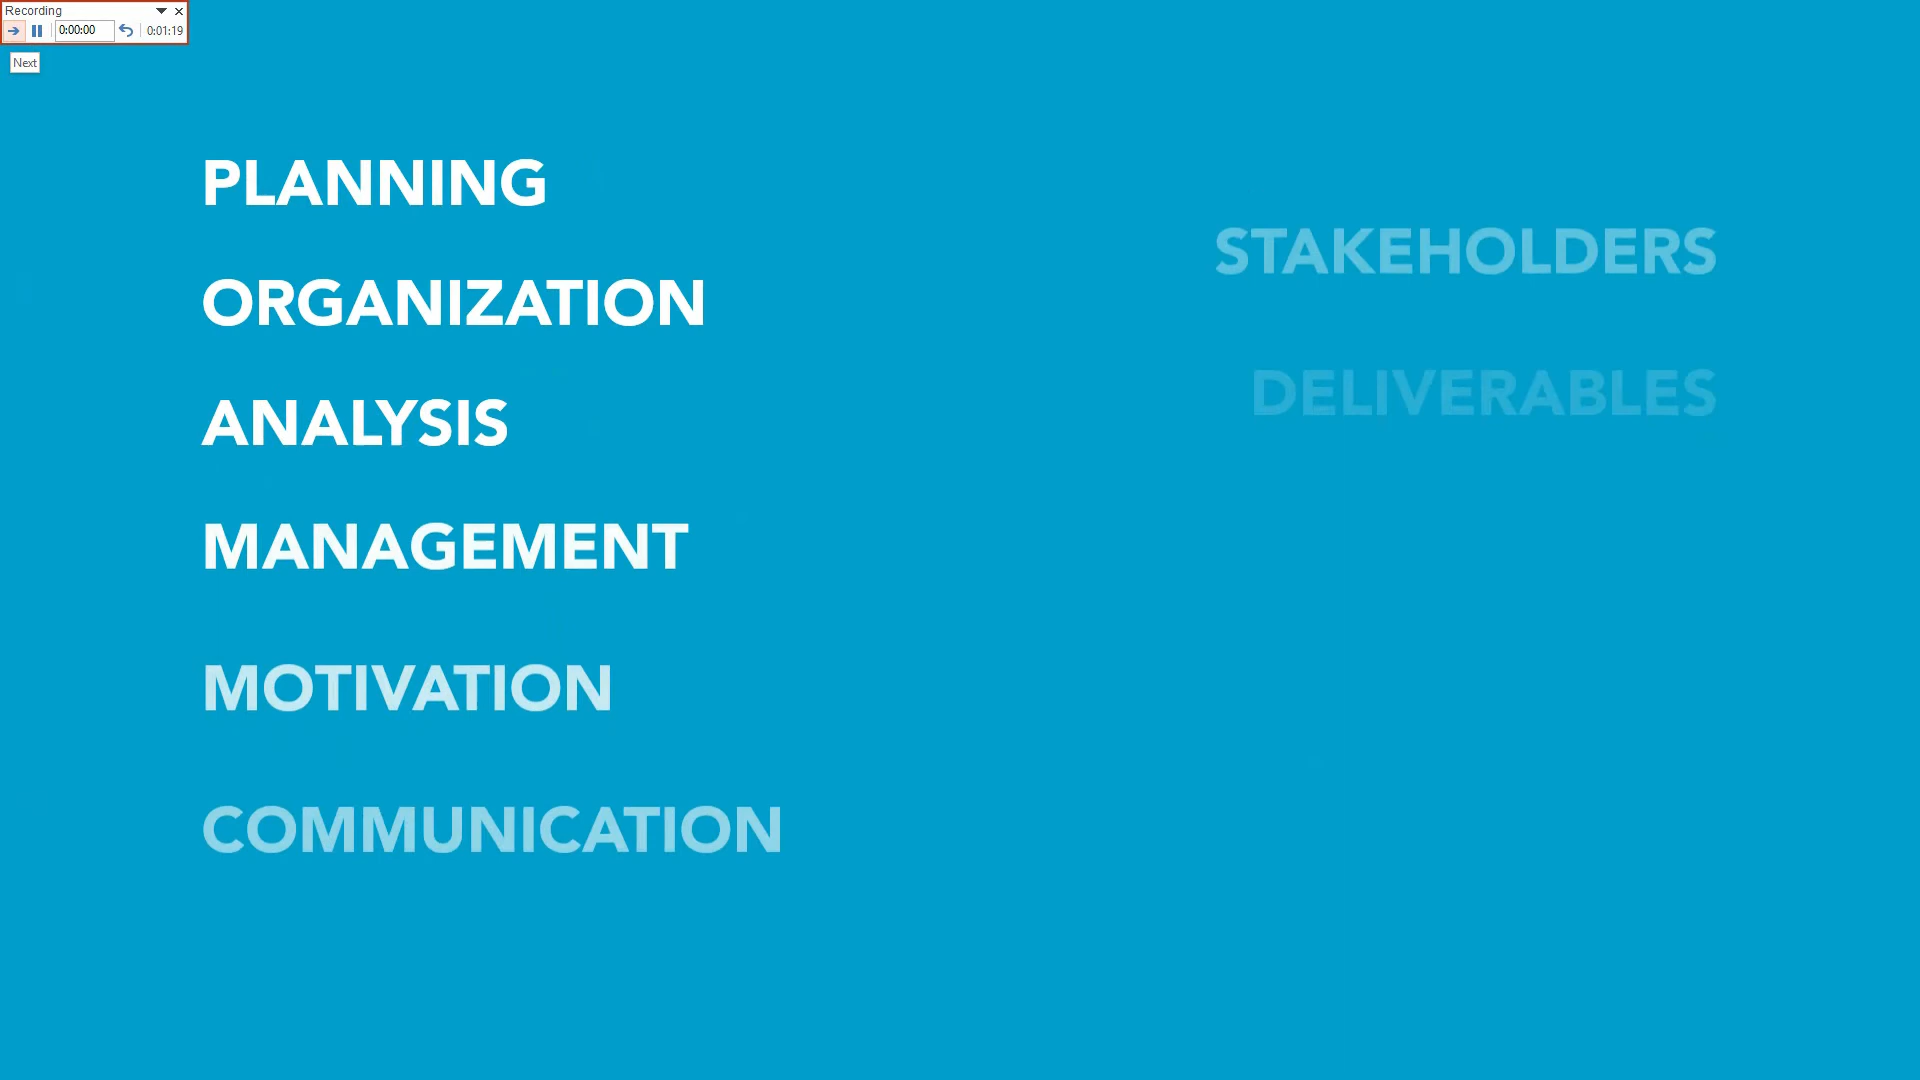 Recording
0:00:00 0:01:19
Next
PLANNING
ORGANIZATION
ANALYSIS
MANAGEMENT
MOTIVATION
COMMUNICATION
STAKEHOLDERS
DELIVERABLES